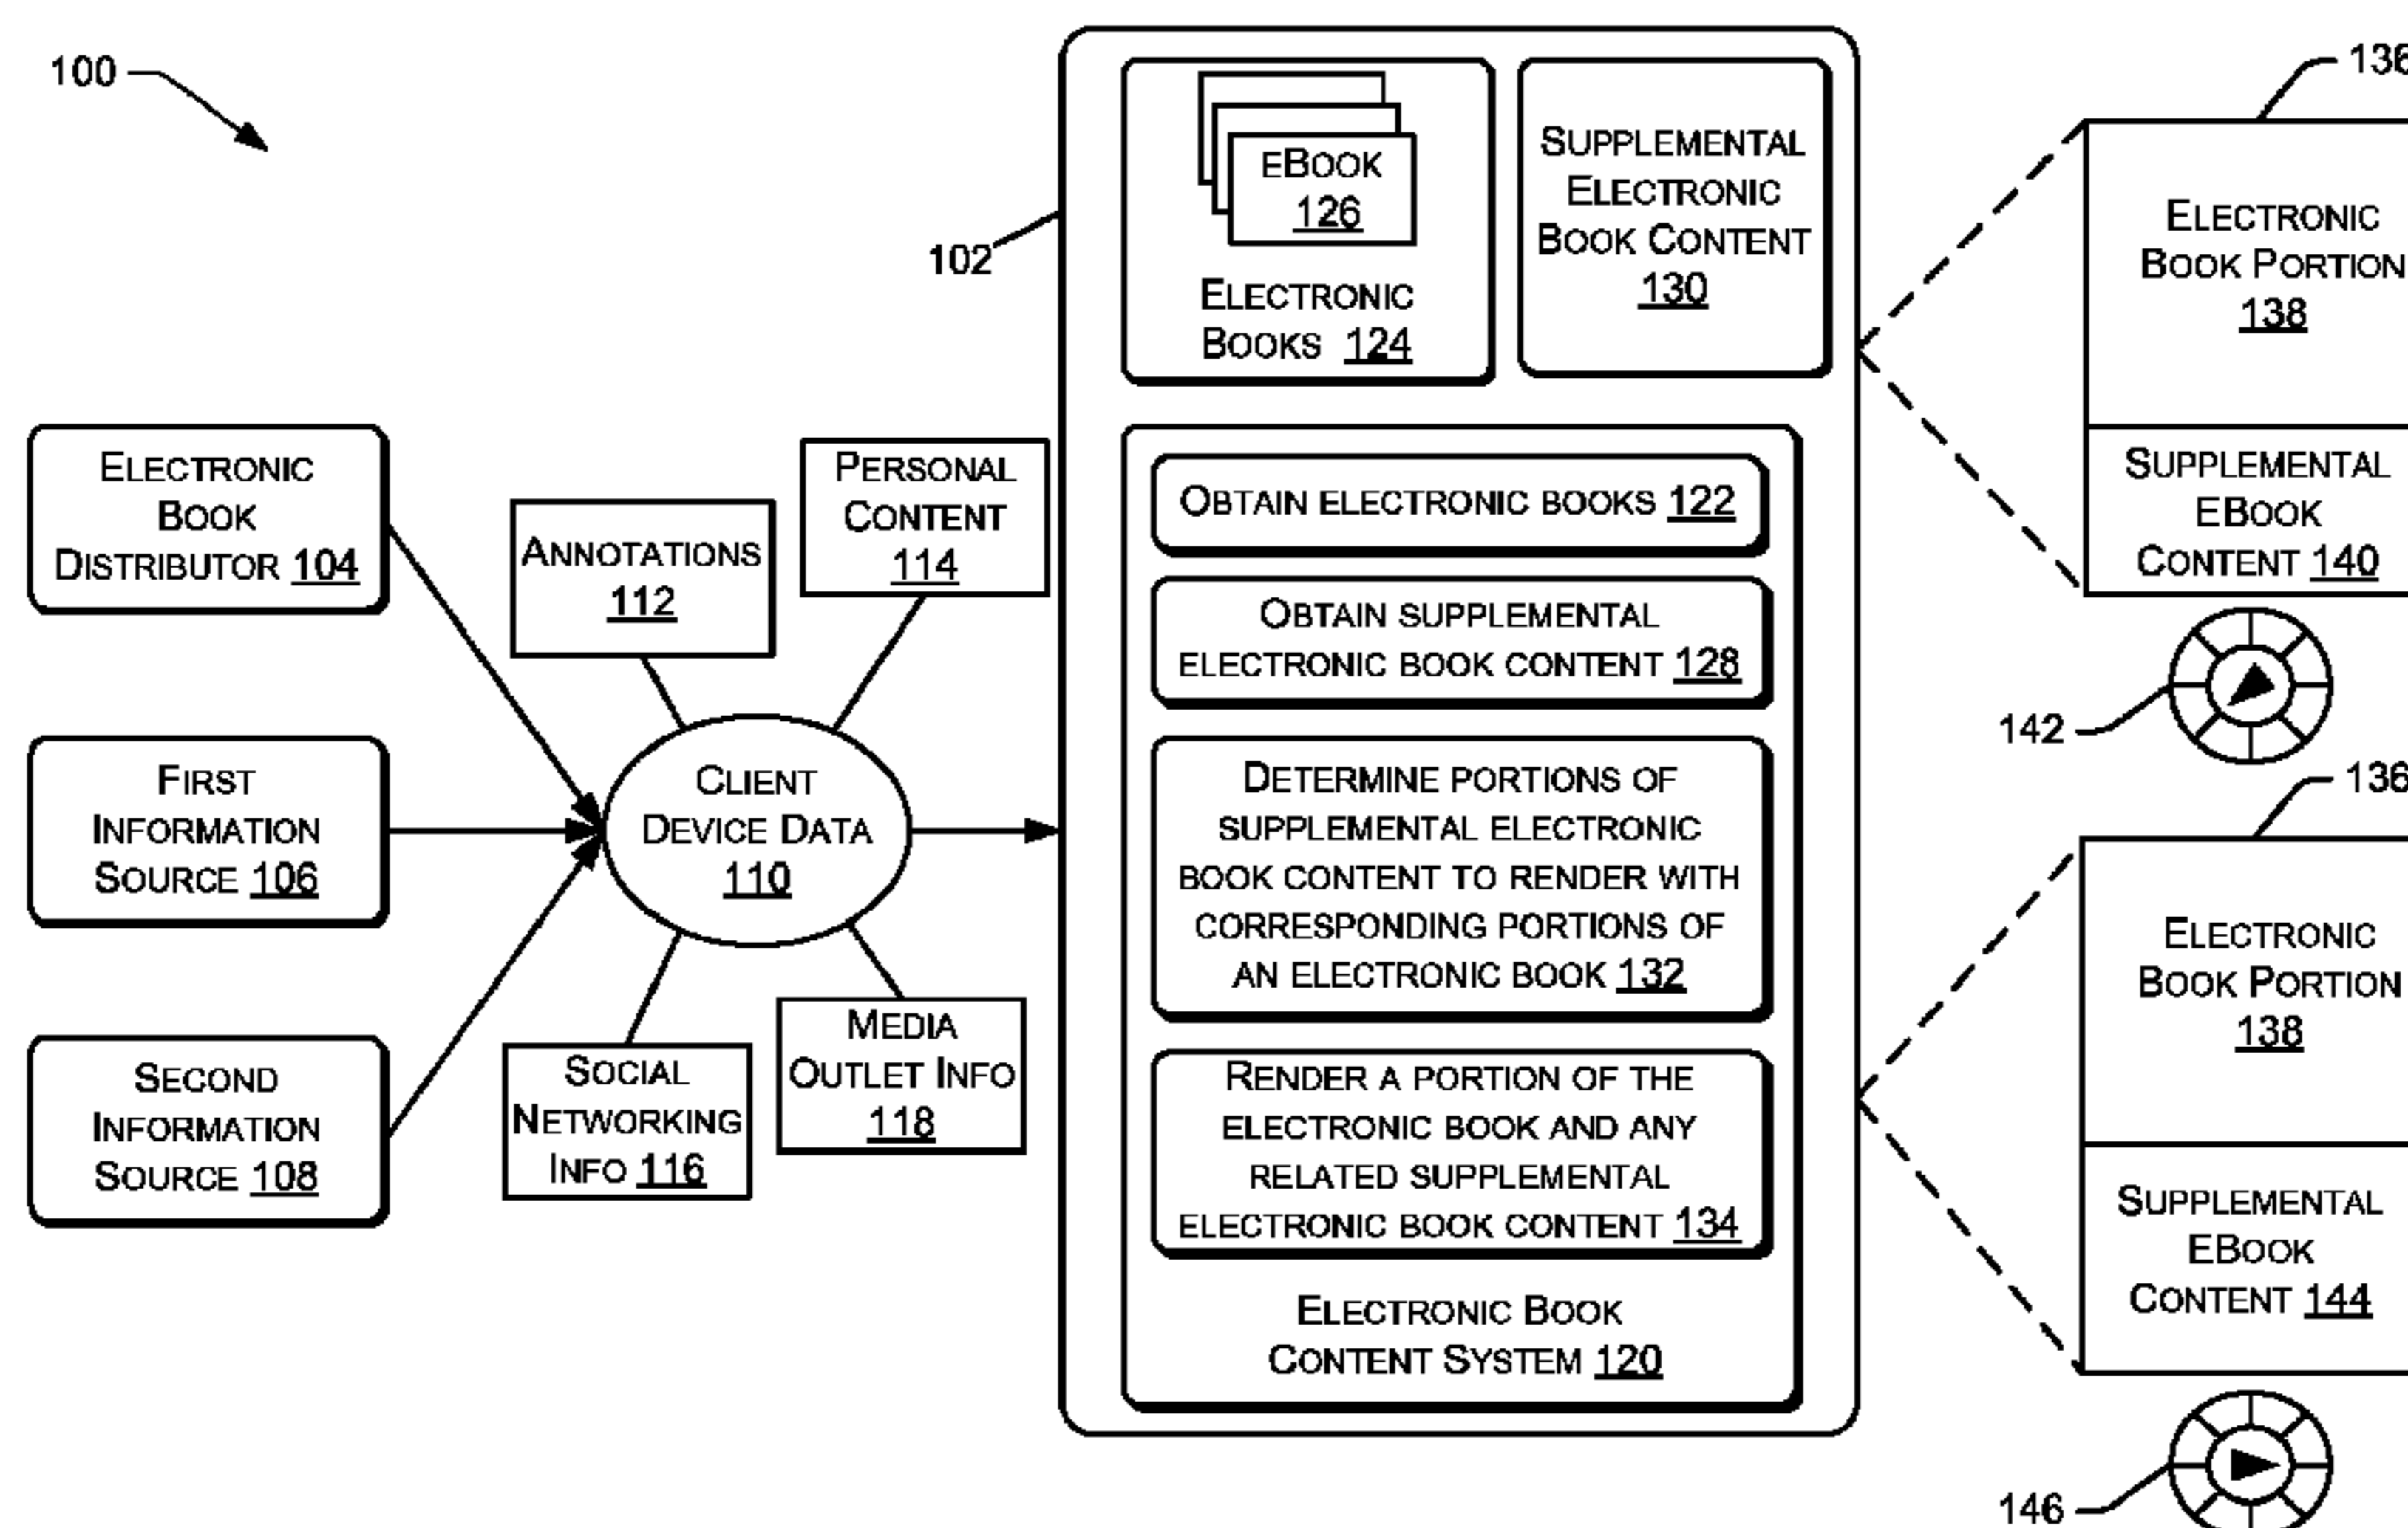 100
102
ELECTRONIC
BOOK
DISTRIBUTOR 104
FIRST
INFORMATION
SOURCE 106
SECOND
INFORMATION
SOURCE 108
ANNOTATIONS
112
PERSONAL
CONTENT
114
CLIENT
DEVICE DATA
110
SOCIAL
NETWORKING
INFO 116
MEDIA
OUTLET INFO
118
EBOOK
126
ELECTRONIC
BOOKS 124
SUPPLEMENTAL
ELECTRONIC
BOOK CONTENT
130
OBTAIN ELECTRONIC BOOKS 122
OBTAIN SUPPLEMENTAL
ELECTRONIC BOOK CONTENT 128
DETERMINE PORTIONS OF
SUPPLEMENTAL ELECTRONIC
BOOK CONTENT TO RENDER WITH
CORRESPONDING PORTIONS OF
AN ELECTRONIC BOOK 132
RENDER A PORTION OF THE
ELECTRONIC BOOK AND ANY
RELATED SUPPLEMENTAL
ELECTRONIC BOOK CONTENT 134
ELECTRONIC BOOK
CONTENT SYSTEM 120
136
ELECTRONIC
BOOK PORTION
138
SUPPLEMENTAL
EBOOK
CONTENT 140
142
136
ELECTRONIC
BOOK PORTION
138
SUPPLEMENTAL
EBOOK
CONTENT 144
146